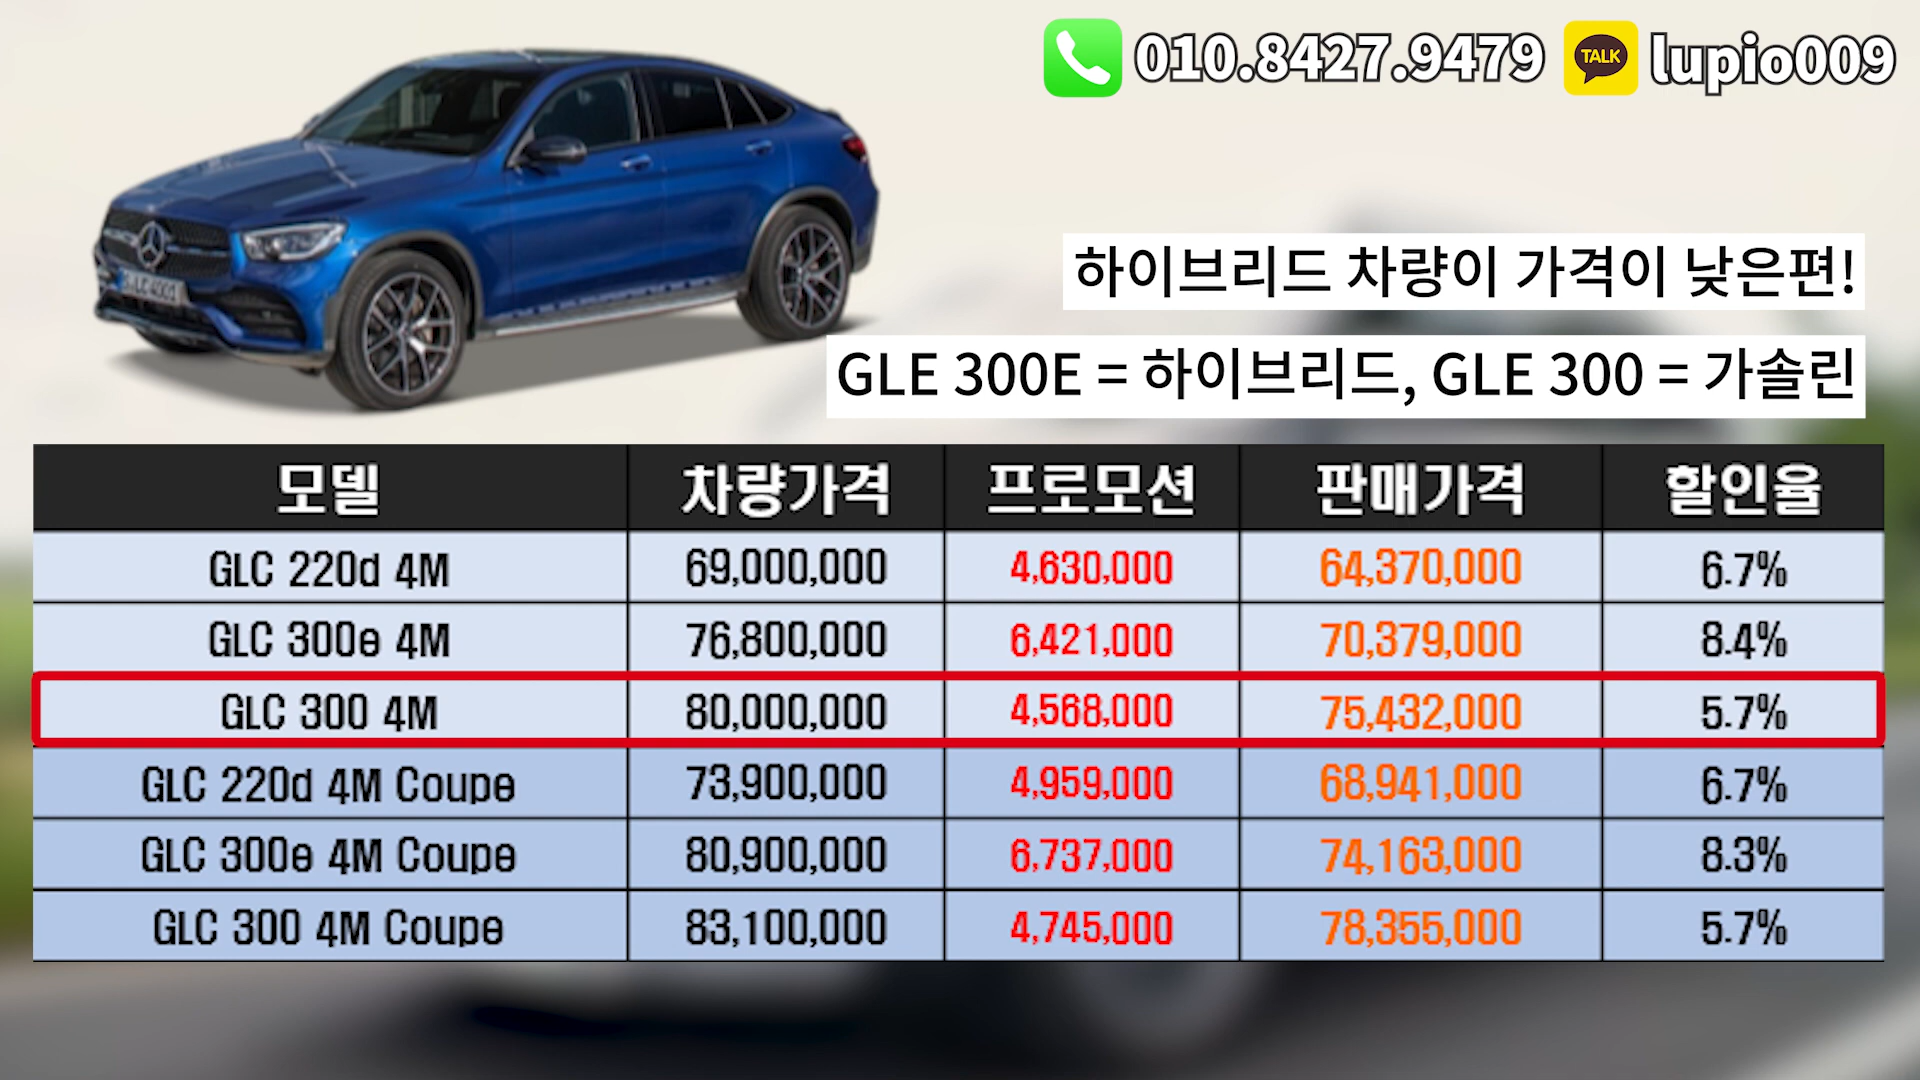 010.8427.9479 TALK lupio009
하이브리드 차량이 가격이 낮은편!
GLE 300E = 하이브리드, GLE 300 = 가솔린
모델 차량가격 프로모션 판매가격 할인율
GLC 220d 4M 69,000,000 4,630,000 64,370,000 6.7%
GLC 300e 4M 76,800,000 6,421,000 70,379,000 8.4%
GLC 300 4M 80,000,000 4,568,000 75,432,000 5.7%
GLC 220d 4M Coupe 73,900,000 4,959,000 68,941,000 6.7%
GLC 300e 4M Coupe 80,900,000 6,737,000 74,163,000 8.3%
GLC 300 4M Coupe 83,100,000 4,745,000 78,355,000 5.7%